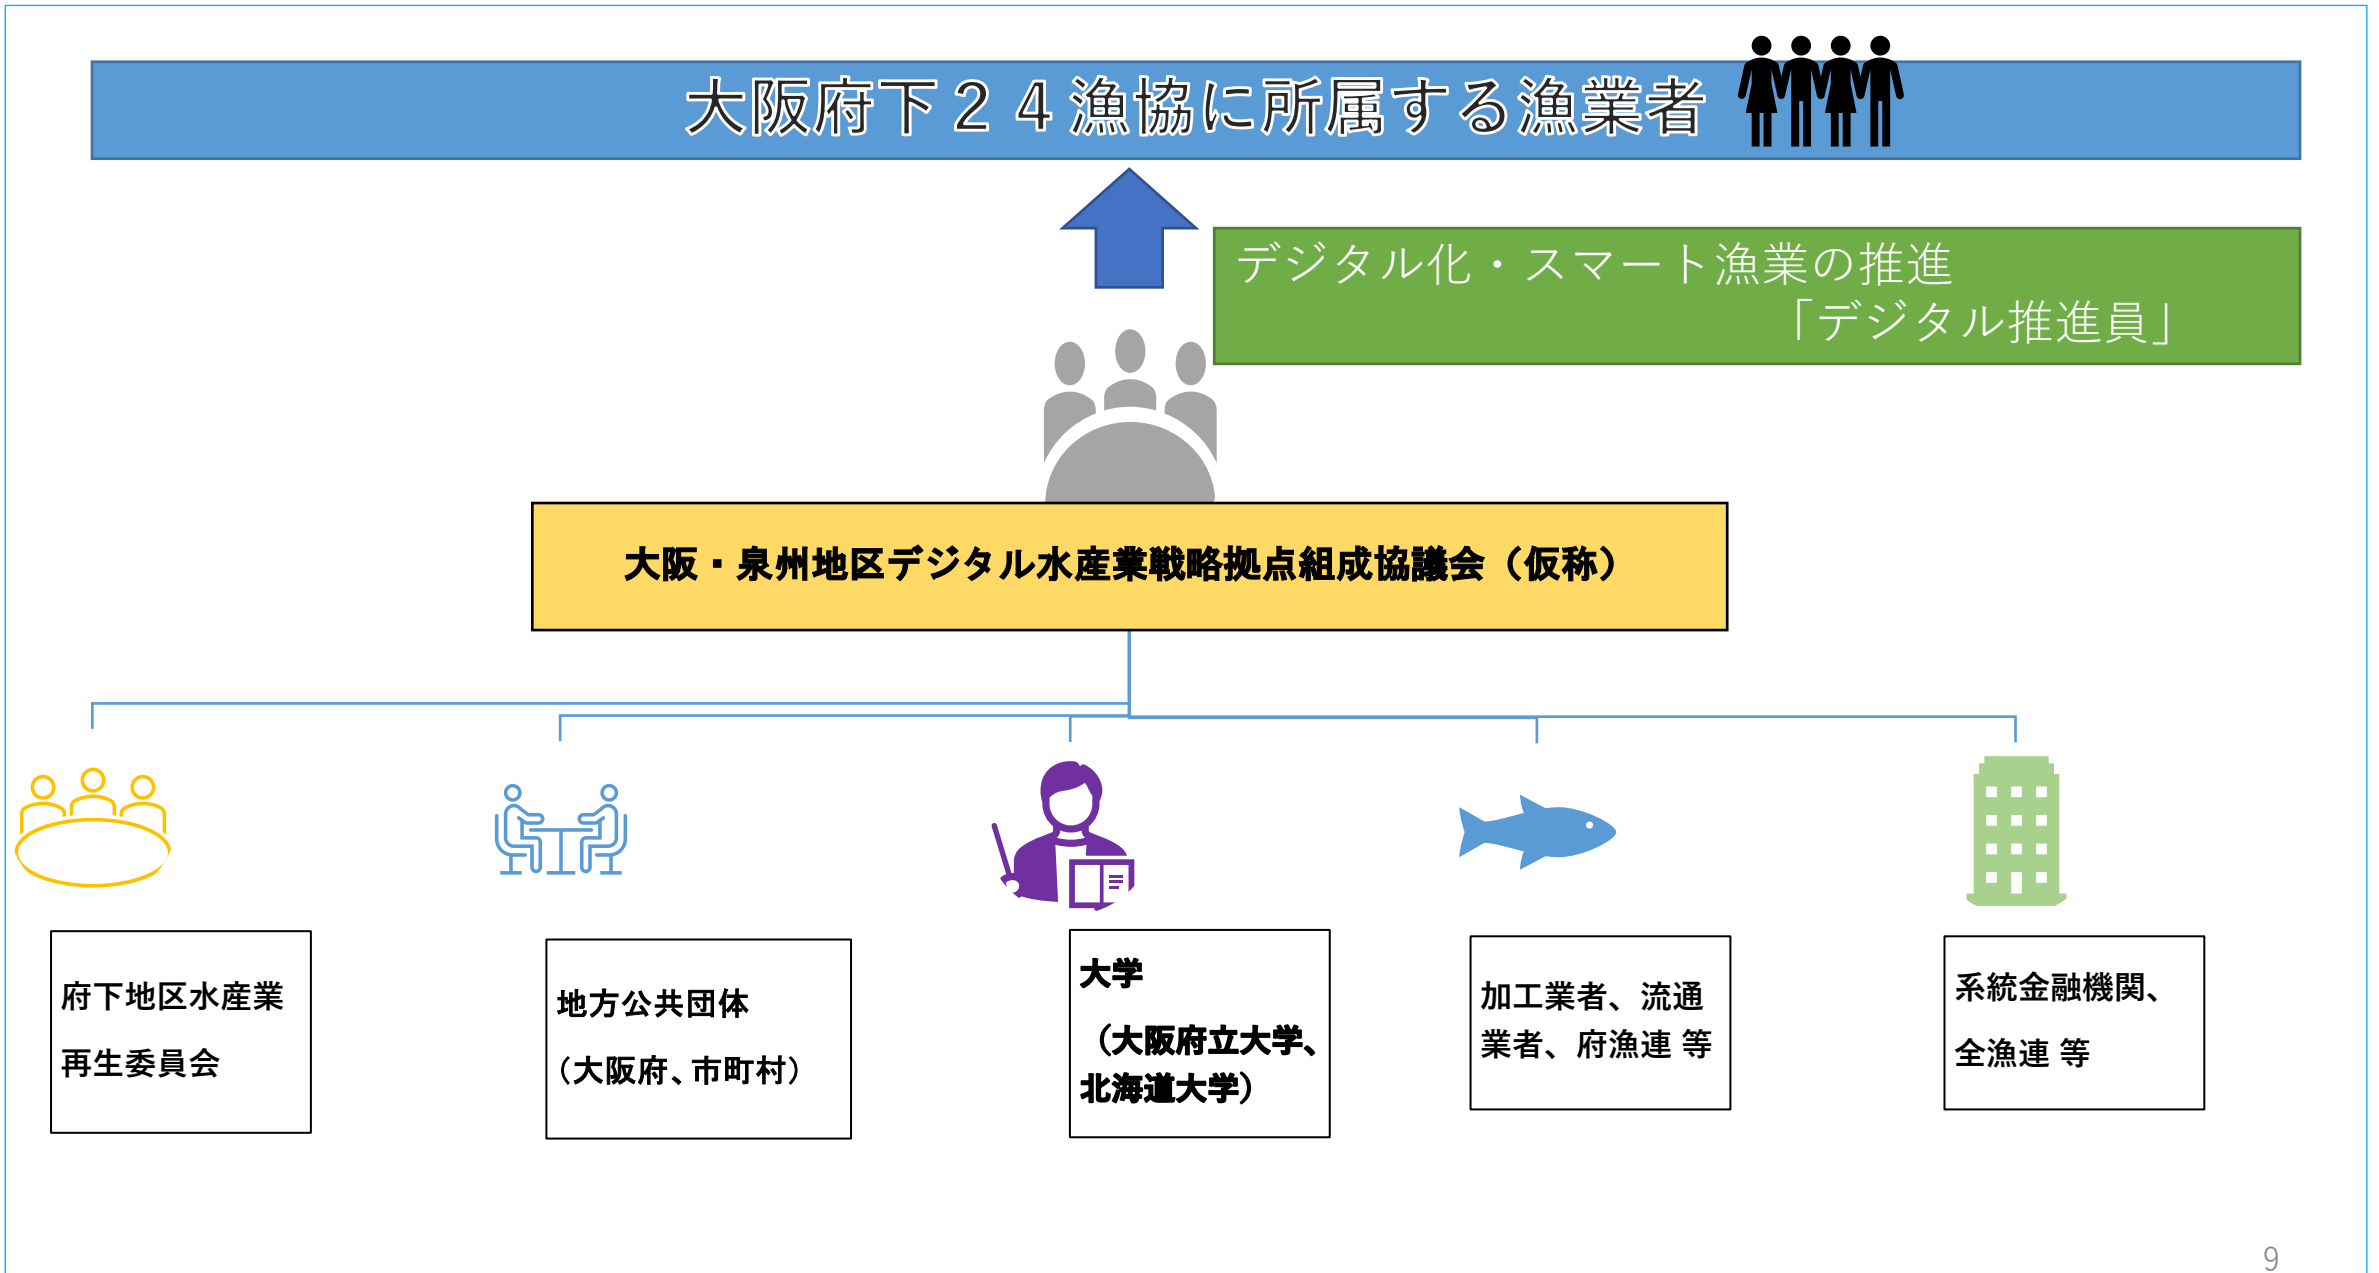 大阪府下２４漁協に所属する漁業者
デジタル化・スマート漁業の推進
「デジタル推進員」
大阪・泉州地区デジタル水産業戦略拠点組成協議会（仮称）
府下地区水産業
再生委員会
地方公共団体
（大阪府、市町村）
大学
（大阪府立大学、
北海道大学）
加工業者、流通
業者、府漁連 等
系統金融機関、
全漁連 等
9